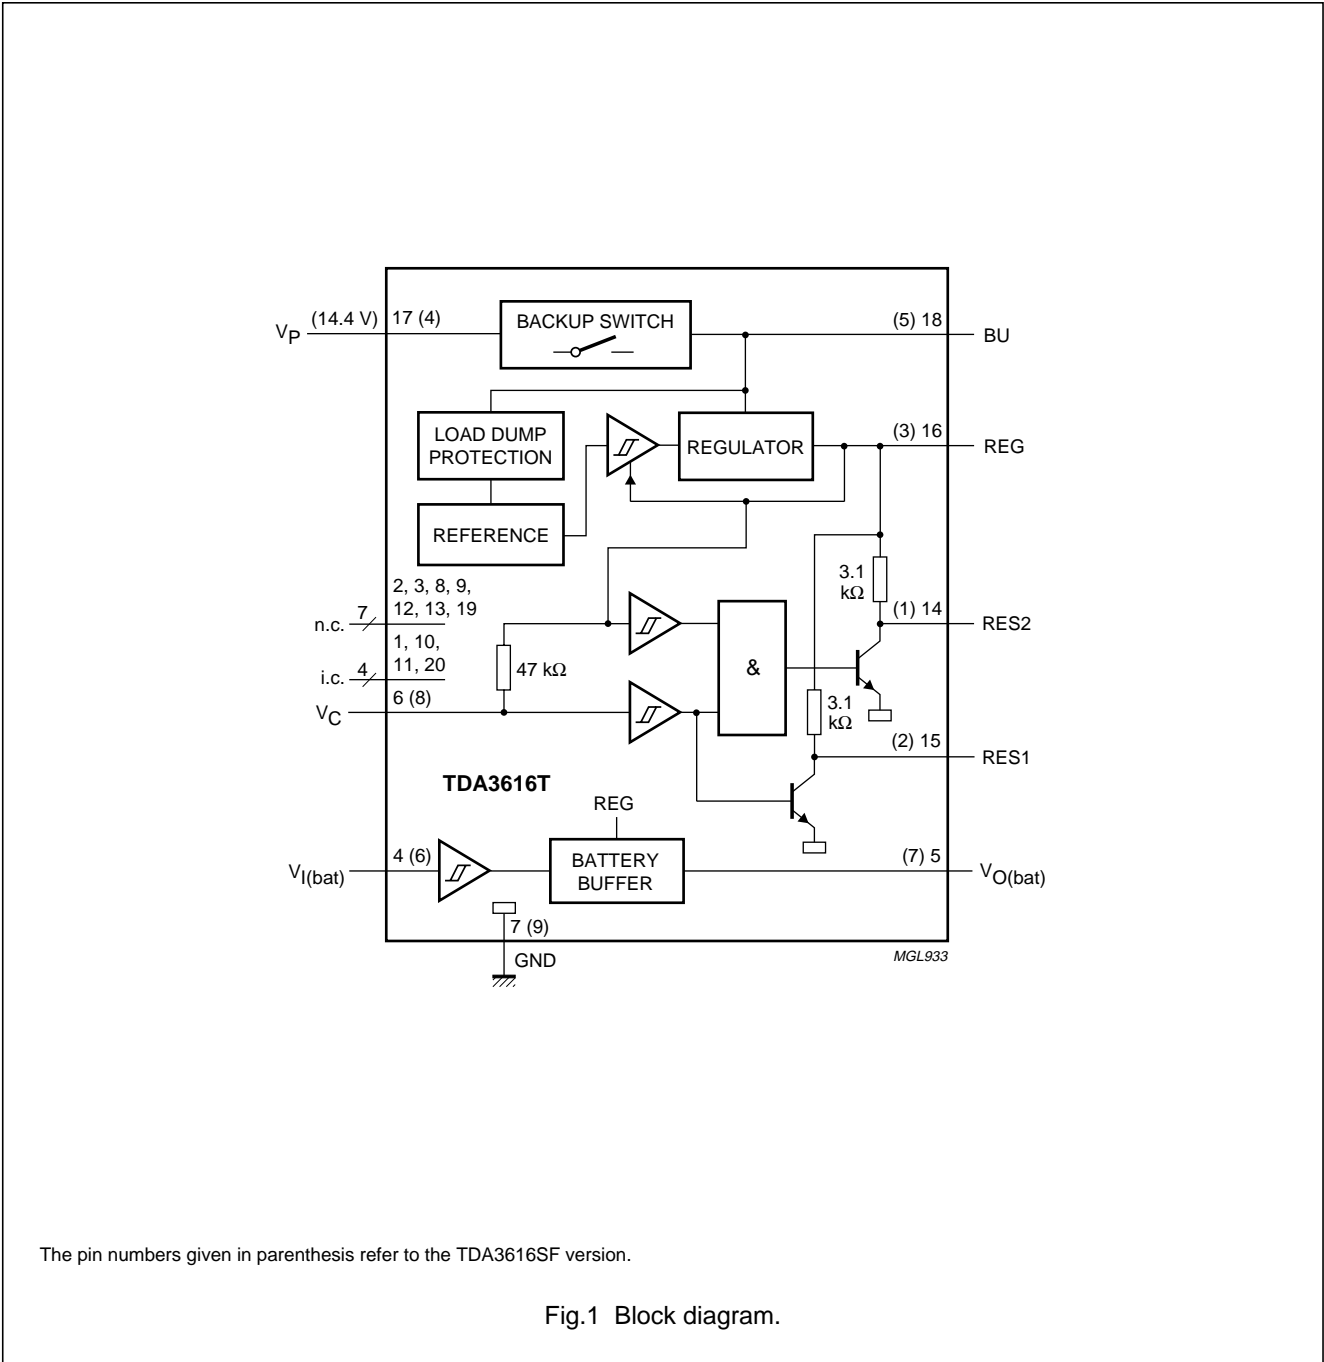 VP (14.4 V) 17 (4)
BACKUP SWITCH
(5) 18 BU
LOAD DUMP
PROTECTION
REGULATOR
(3) 16 REG
REFERENCE
3.1
kΩ
2, 3, 8, 9,
12, 13, 19
n.c. 7
(1) 14 RES2
1, 10,
11, 20
i.c. 4
47 kΩ
&
6 (8)
VC
3.1
kΩ
(2) 15 RES1
TDA3616T
REG
VI(bat) 4 (6)
BATTERY
BUFFER
(7) 5 VO(bat)
7 (9)
GND
MGL933
The pin numbers given in parenthesis refer to the TDA3616SF version.
Fig.1 Block diagram.